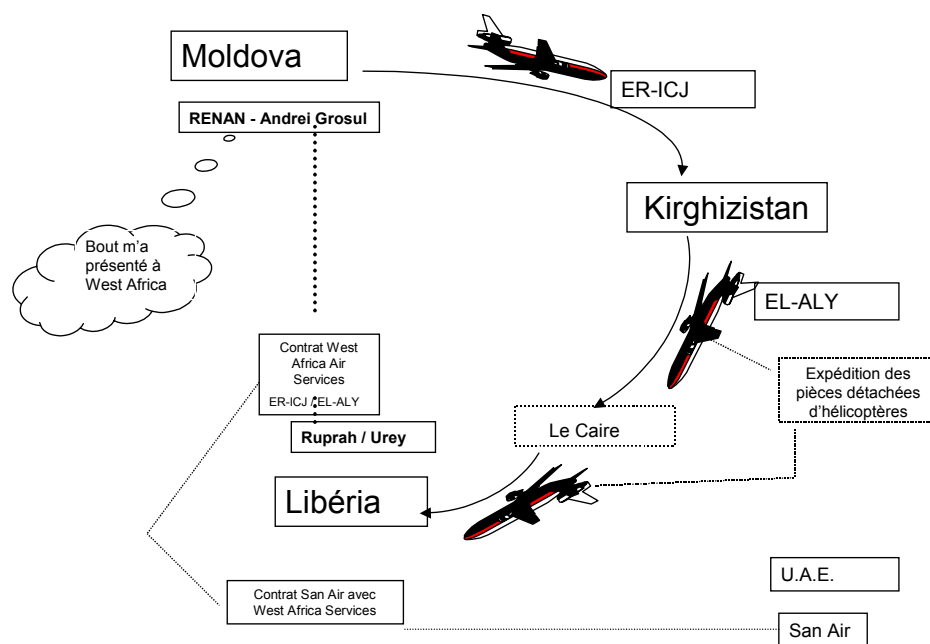 Moldova
ER-ICJ
RENAN - Andrei Grosul
Kirghizistan
Bout m’a
présenté à
West Africa
EL-ALY
Contrat West
Africa Air
Services
ER-ICJ / EL-ALY
Expédition des
pièces détachées
d’hélicoptères
Le Caire
Ruprah / Urey
Libéria
U.A.E.
Contrat San Air avec
West Africa Services
San Air